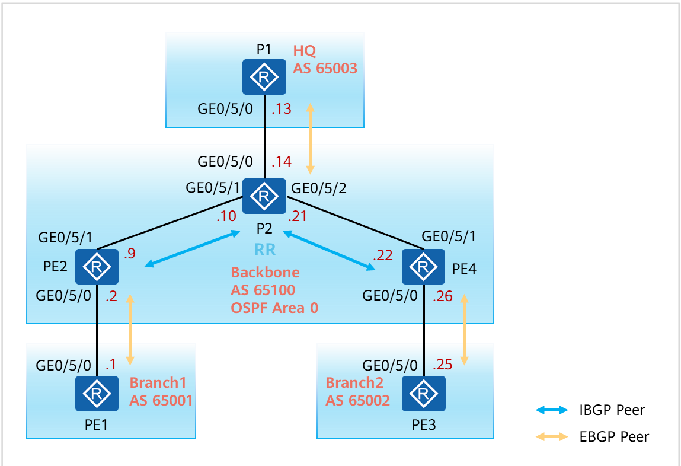 P1
HQ
AS 65003
R
GE0/5/0
.13
GE0/5/0
.14
GE0/5/1
R
GE0/5/2
.10
.21
P2
RR
GE0/5/1
.9
PE2
R
GE0/5/0
.2
Backbone
AS 65100
OSPF Area 0
GE0/5/1
.22
R
PE4
GE0/5/0
.26
GE0/5/0
.1
R
Branch1
AS 65001
PE1
GE0/5/0
.25
Branch2
AS 65002
R
PE3
IBGP Peer
EBGP Peer